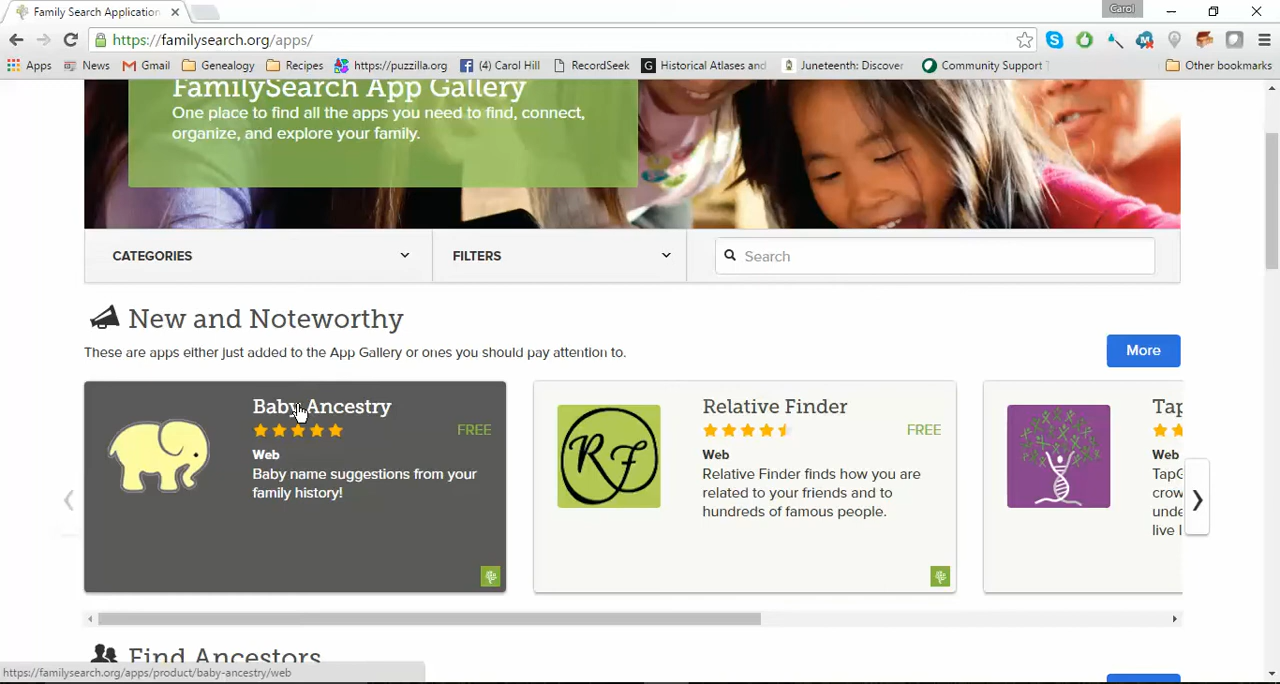 Family Search Application
Carol
https://familysearch.org/apps/
Apps
News
Gmail
Genealogy
Recipes
https://puzzilla.org
(4) Carol Hill
RecordSeek
Historical Atlases and
Juneteenth: Discover
Community Support
Other bookmarks
FamilySearch App Gallery
One place to find all the apps you need to find, connect,
organize, and explore your family.
CATEGORIES
FILTERS
Search
New and Noteworthy
These are apps either just added to the App Gallery or ones you should pay attention to.
More
Baby Ancestry
FREE
Web
Baby name suggestions from your
family history!
RF
Relative Finder
FREE
Web
Relative Finder finds how you are
related to your friends and to
hundreds of famous people.
Tap
Web
TapG
crow
unde
live l
Find Ancestors
https://familysearch.org/apps/product/baby-ancestry/web